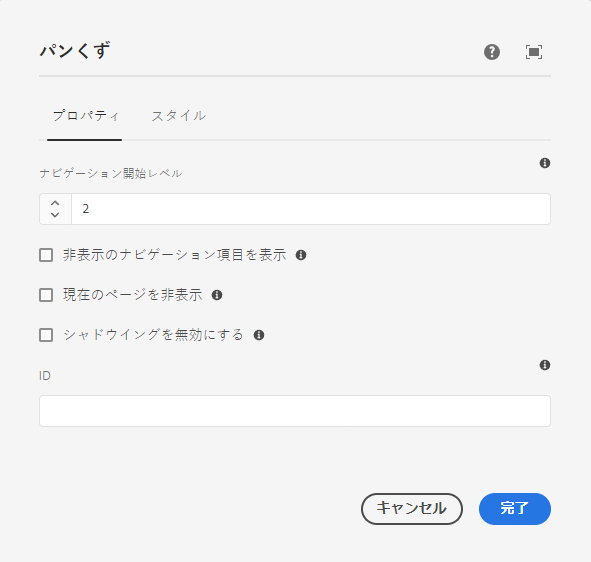 パンくず
プロパティ スタイル
ナビゲーション開始レベル
2
非表示のナビゲーション項目を表示
現在のページを非表示
シャドウイングを無効にする
ID
キャンセル 完了